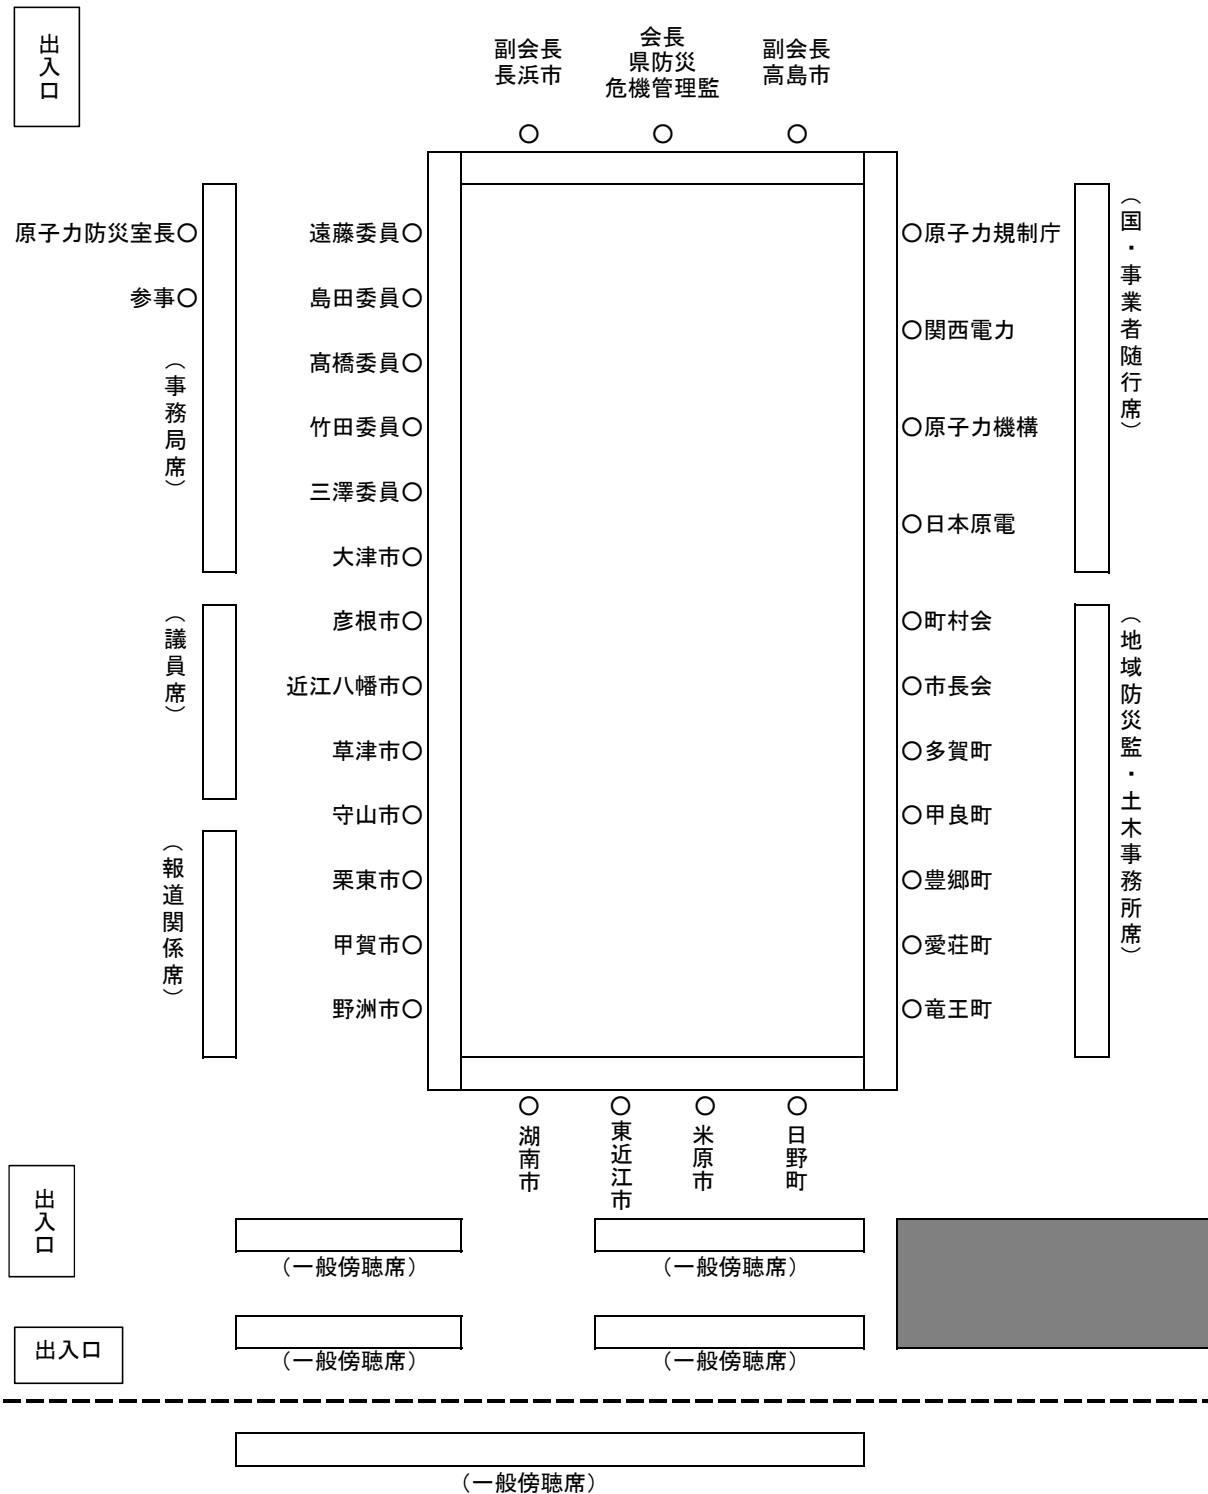 出入口
副会長
長浜市
会長
県防災
危機管理監
副会長
高島市
原子力防災室長○
参事○
（事務局席）
（議員席）
（報道関係席）
遠藤委員○
島田委員○
髙橋委員○
竹田委員○
三澤委員○
大津市○
彦根市○
近江八幡市○
草津市○
守山市○
栗東市○
甲賀市○
野洲市○
○原子力規制庁
○関西電力
○原子力機構
○日本原電
○町村会
○市長会
○多賀町
○甲良町
○豊郷町
○愛荘町
○竜王町
（国・事業者随行席）
（地域防災監・土木事務所席）
湖南市
東近江市
米原市
日野町
出入口
（一般傍聴席）
（一般傍聴席）
出入口
（一般傍聴席）
（一般傍聴席）
（一般傍聴席）